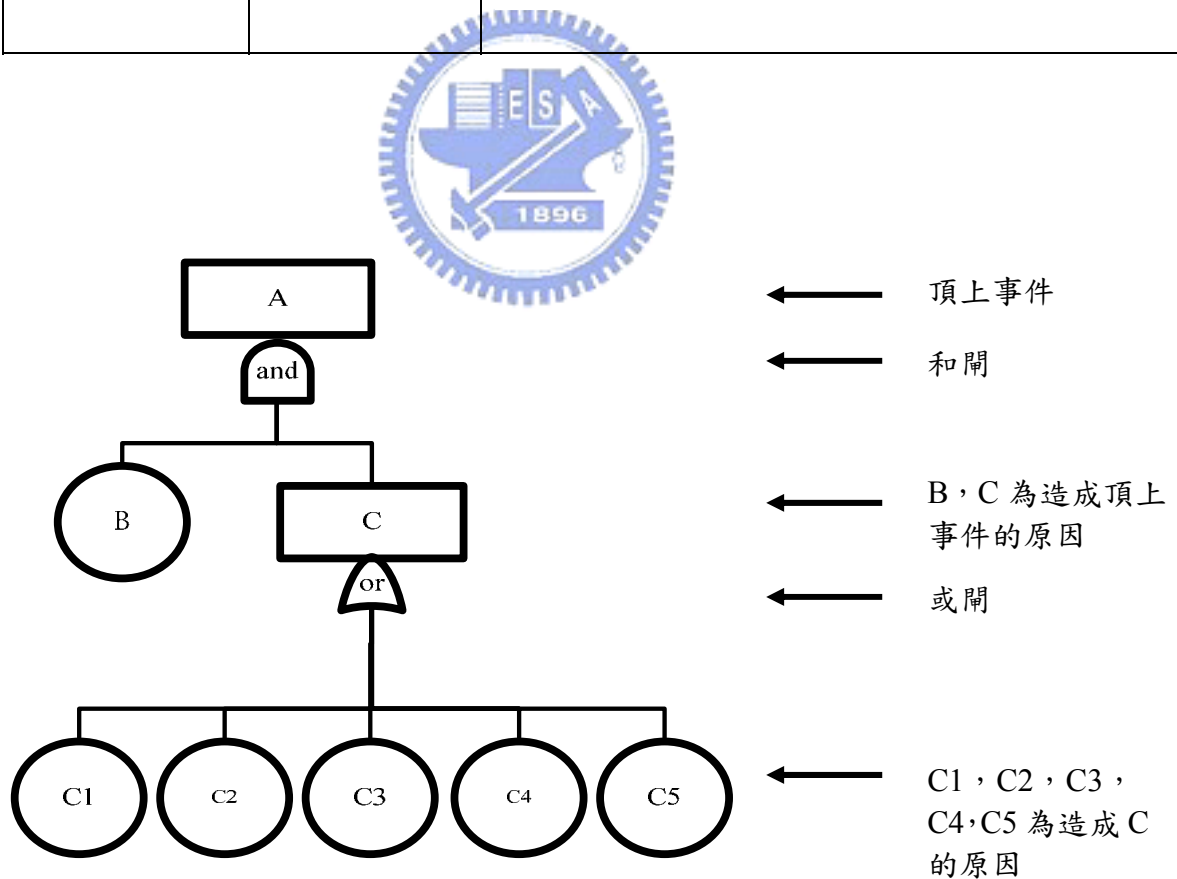 ESA
1896
A
頂上事件
and
和閘
B
C
B，C 為造成頂上
事件的原因
or
或閘
C1
C2
C3
C4
C5
C1，C2，C3，
C4，C5 為造成 C
的原因